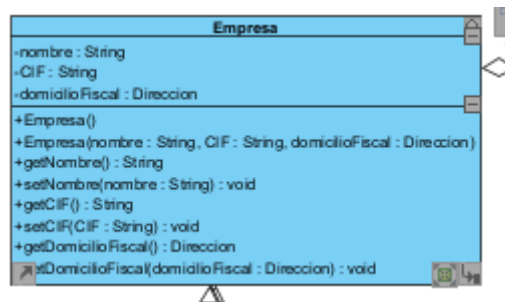 Empresa
-nombre : String
-CIF : String
-domicilioFiscal : Direccion
+Empresa()
+Empresa(nombre : String, CIF : String, domicilioFiscal : Direccion)
+getNombre() : String
+setNombre(nombre : String) : void
+getCIF() : String
+setCIF(CIF : String) : void
+getDomicilioFiscal() : Direccion
etDomicilioFiscal(domicilioFiscal : Direccion) : void